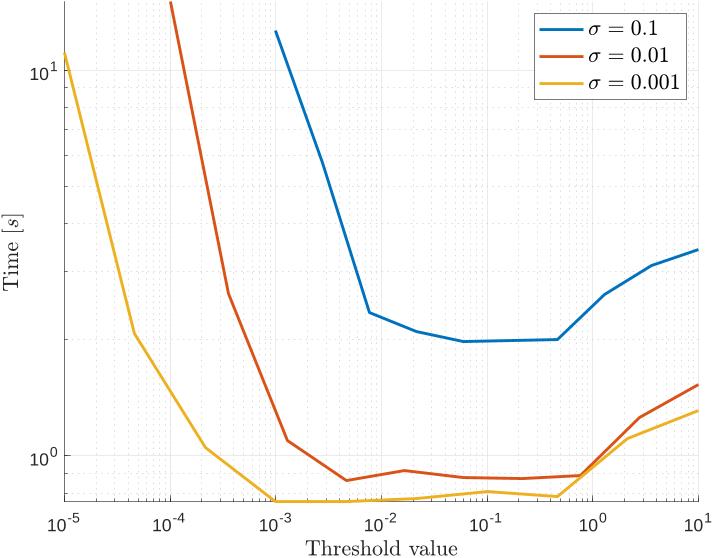 σ = 0.1
σ = 0.01
σ = 0.001
10^1
10^0
Time [s]
10^-5 10^-4 10^-3 10^-2 10^-1 10^0 10^1
Threshold value